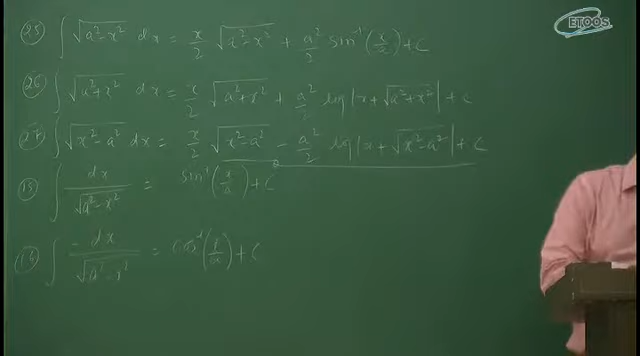 ETOOS
(25) ∫ √(a²-x²) dx = x/2 √(a²-x²) + a²/2 sin⁻¹(x/a) + C
(26) ∫ √(a²+x²) dx = x/2 √(a²+x²) + a²/2 log|x + √(a²+x²)| + C
(27) ∫ √(x²-a²) dx = x/2 √(x²-a²) - a²/2 log|x + √(x²-a²)| + C
(15) ∫ dx/√(a²-x²) = sin⁻¹(x/a) + C
∫ -dx/√(a²-x²) = cos⁻¹(x/a) + C